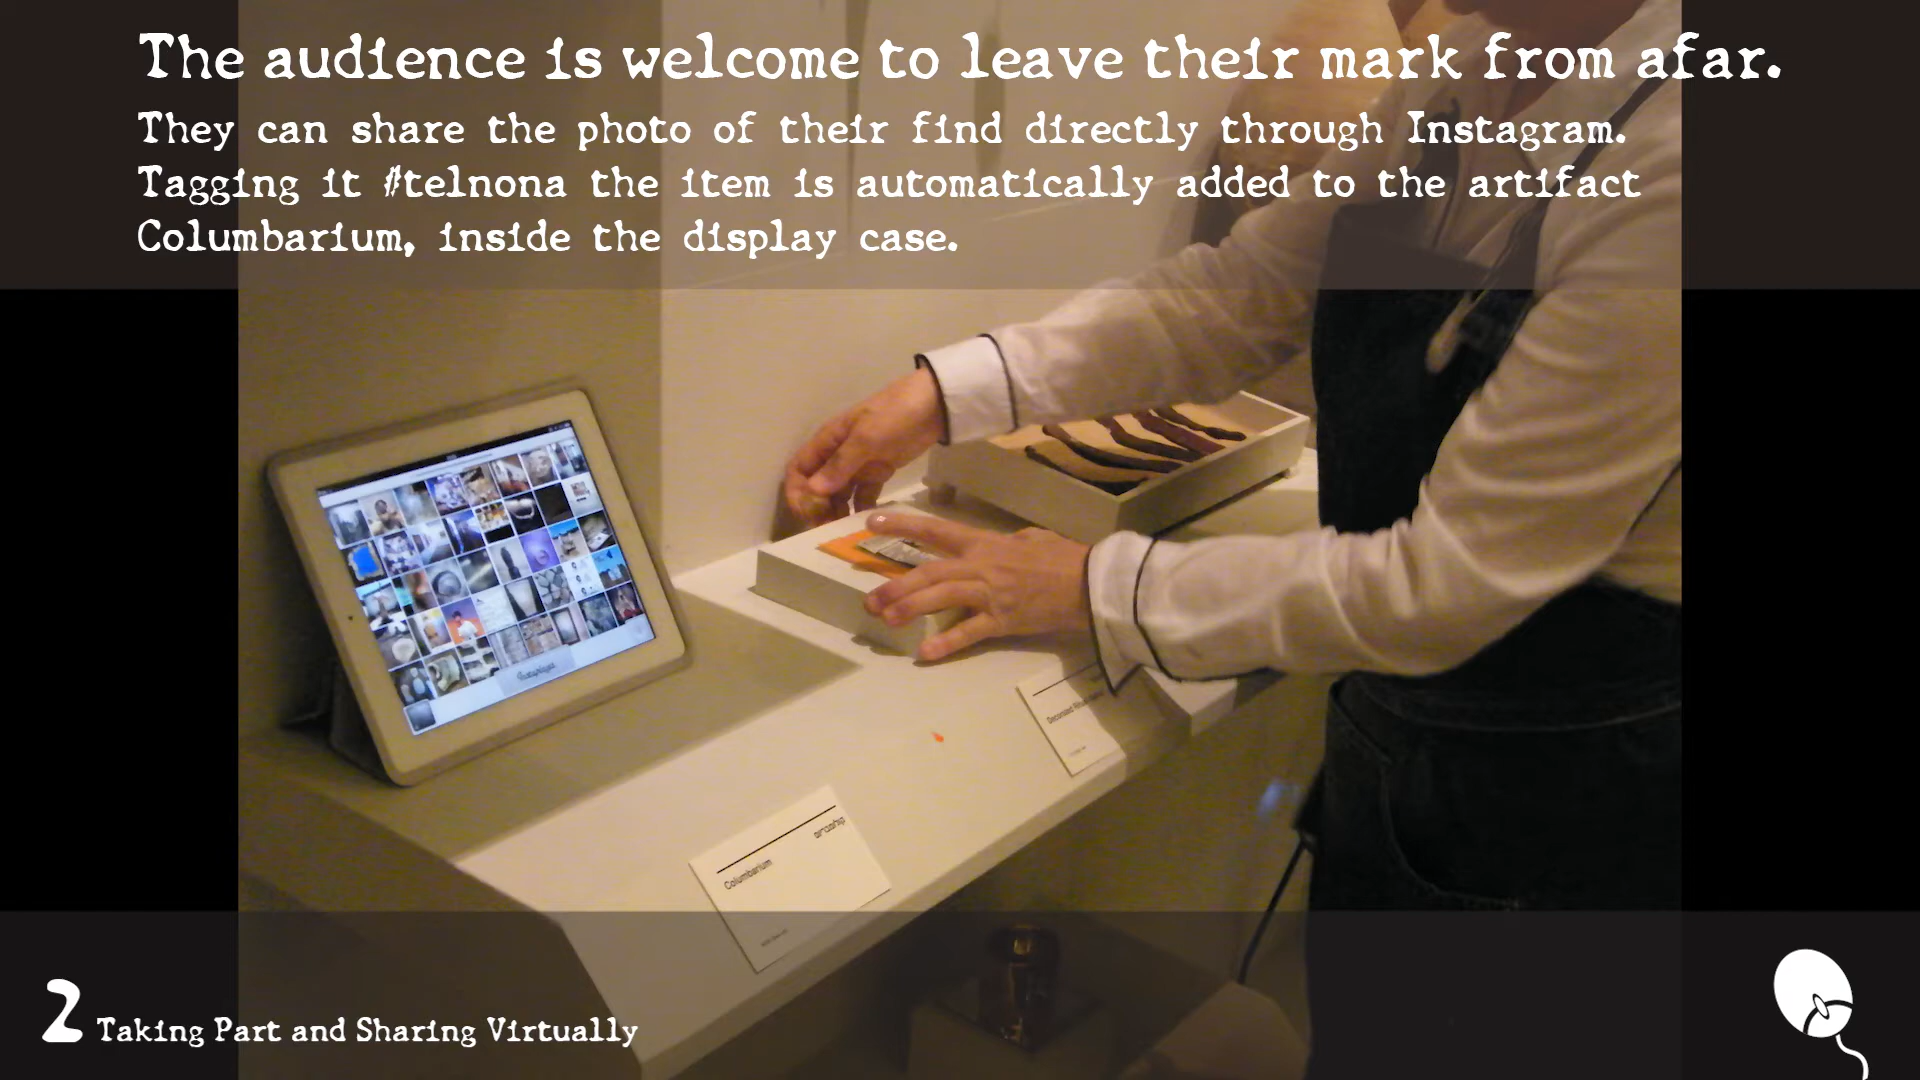 The audience is welcome to leave their mark from afar.
They can share the photo of their find directly through Instagram.
Tagging it #telnona the item is automatically added to the artifact
Columbarium, inside the display case.
Columbarium
2 Taking Part and Sharing Virtually